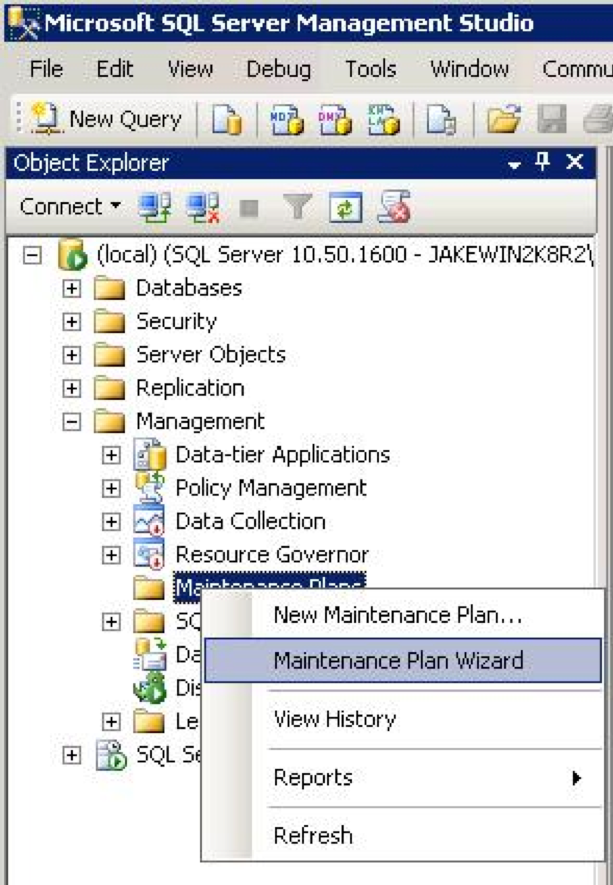 Microsoft SQL Server Management Studio
File Edit View Debug Tools Window Commu
New Query
Object Explorer
Connect
(local) (SQL Server 10.50.1600 - JAKEWIN2K8R2\
Databases
Security
Server Objects
Replication
Management
Data-tier Applications
Policy Management
Data Collection
Resource Governor
Maintenance Plans
New Maintenance Plan...
SQ
Maintenance Plan Wizard
Da
Dis
View History
Le
SQL Se
Reports
Refresh